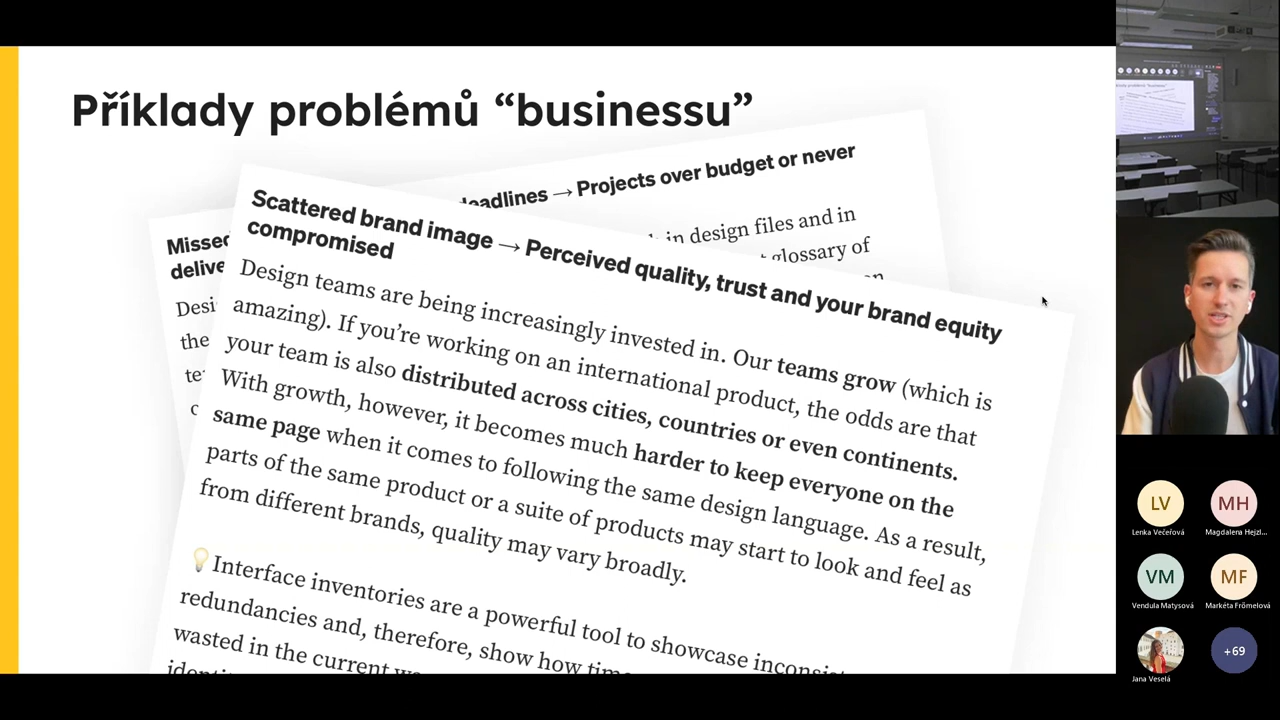 Příklady problémů “businessu”
deadlines → Projects over budget or never
in design files and in
glossary of
Missed
Scattered brand image → Perceived quality, trust and your brand equity
compromised
Design teams are being increasingly invested in. Our teams grow (which is
amazing). If you’re working on an international product, the odds are that
your team is also distributed across cities, countries or even continents.
With growth, however, it becomes much harder to keep everyone on the
same page when it comes to following the same design language. As a result,
parts of the same product or a suite of products may start to look and feel as
from different brands, quality may vary broadly.
💡Interface inventories are a powerful tool to showcase
redundancies and, therefore, show how
wasted in the current
LV
Lenka Večeřová
MH
Magdalena Hejzl...
VM
Vendula Matysová
MF
Markéta Frömelová
Jana Veselá
+69